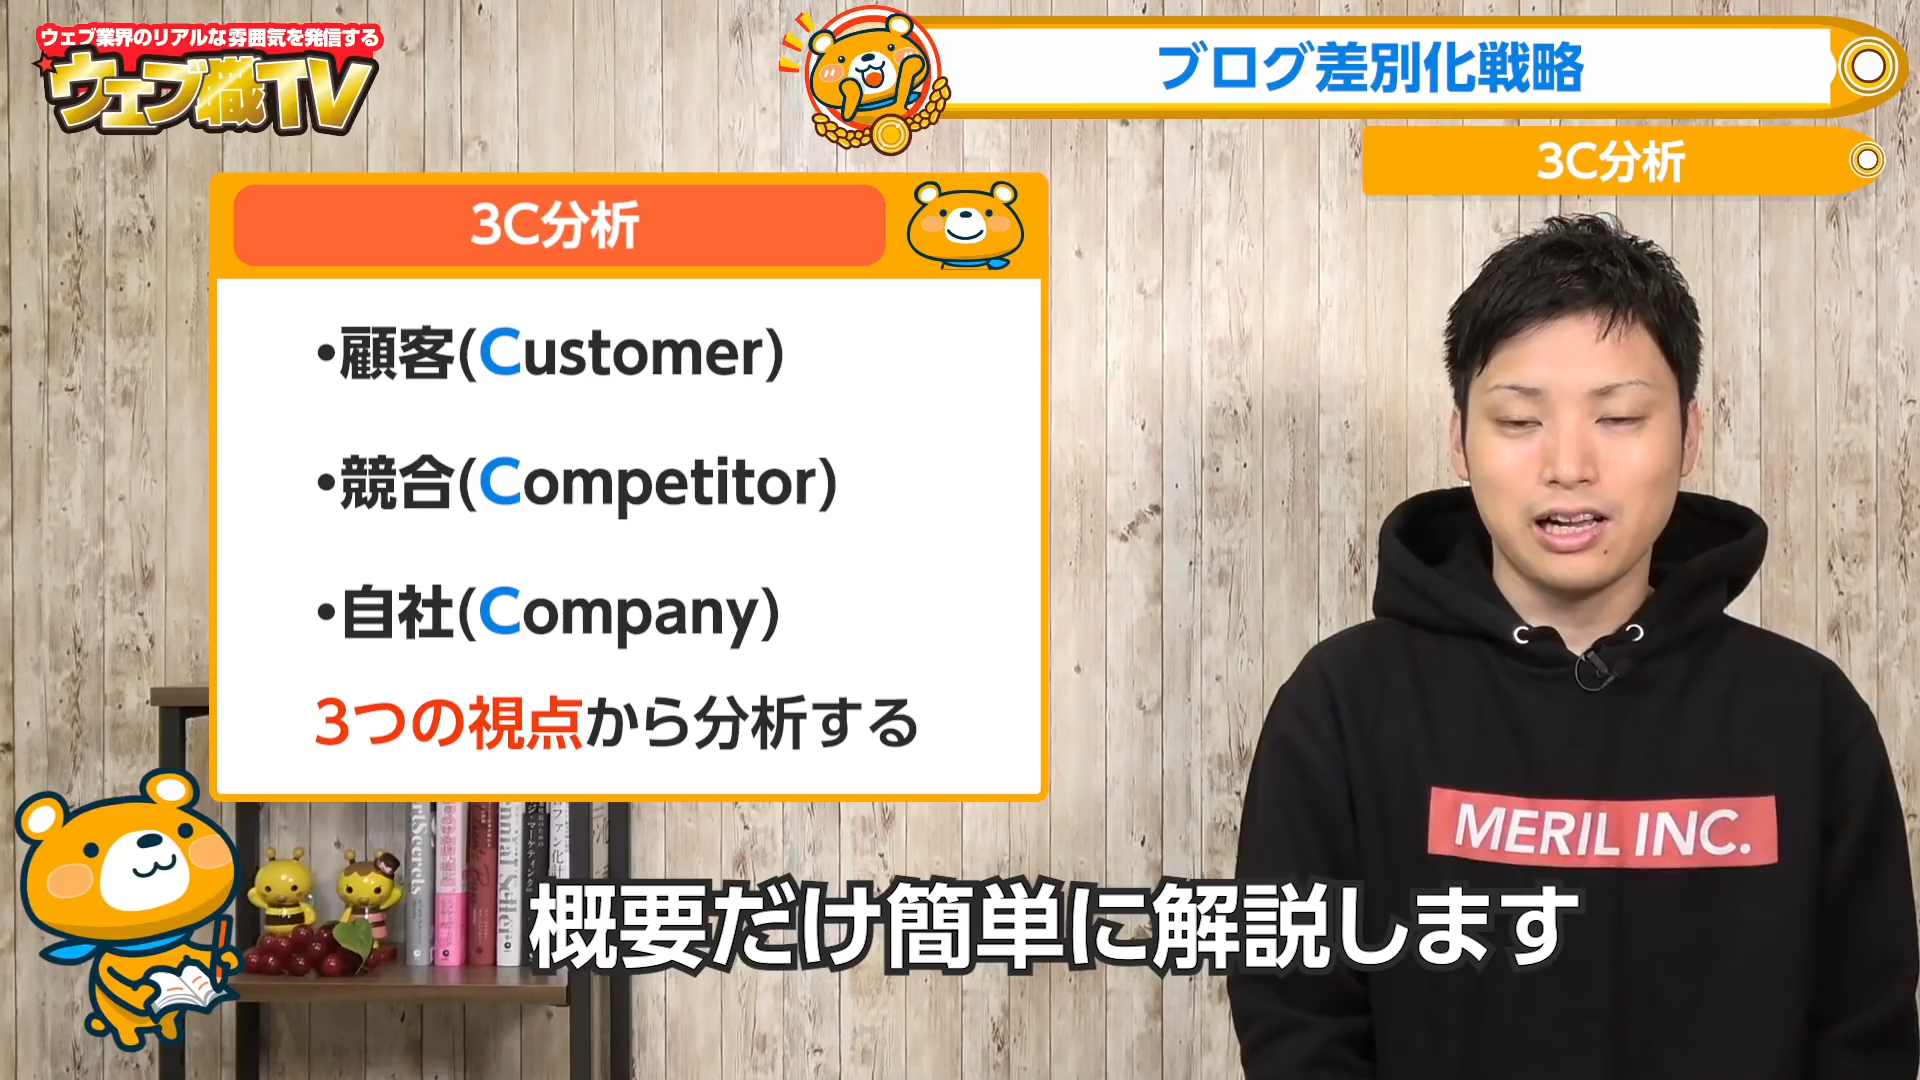 ウェブ業界のリアルな雰囲気を発信する
ウェブ職TV
ブログ差別化戦略
3C分析
3C分析
•顧客(Customer)
•競合(Competitor)
•自社(Company)
3つの視点から分析する
MERIL INC.
概要だけ簡単に解説します